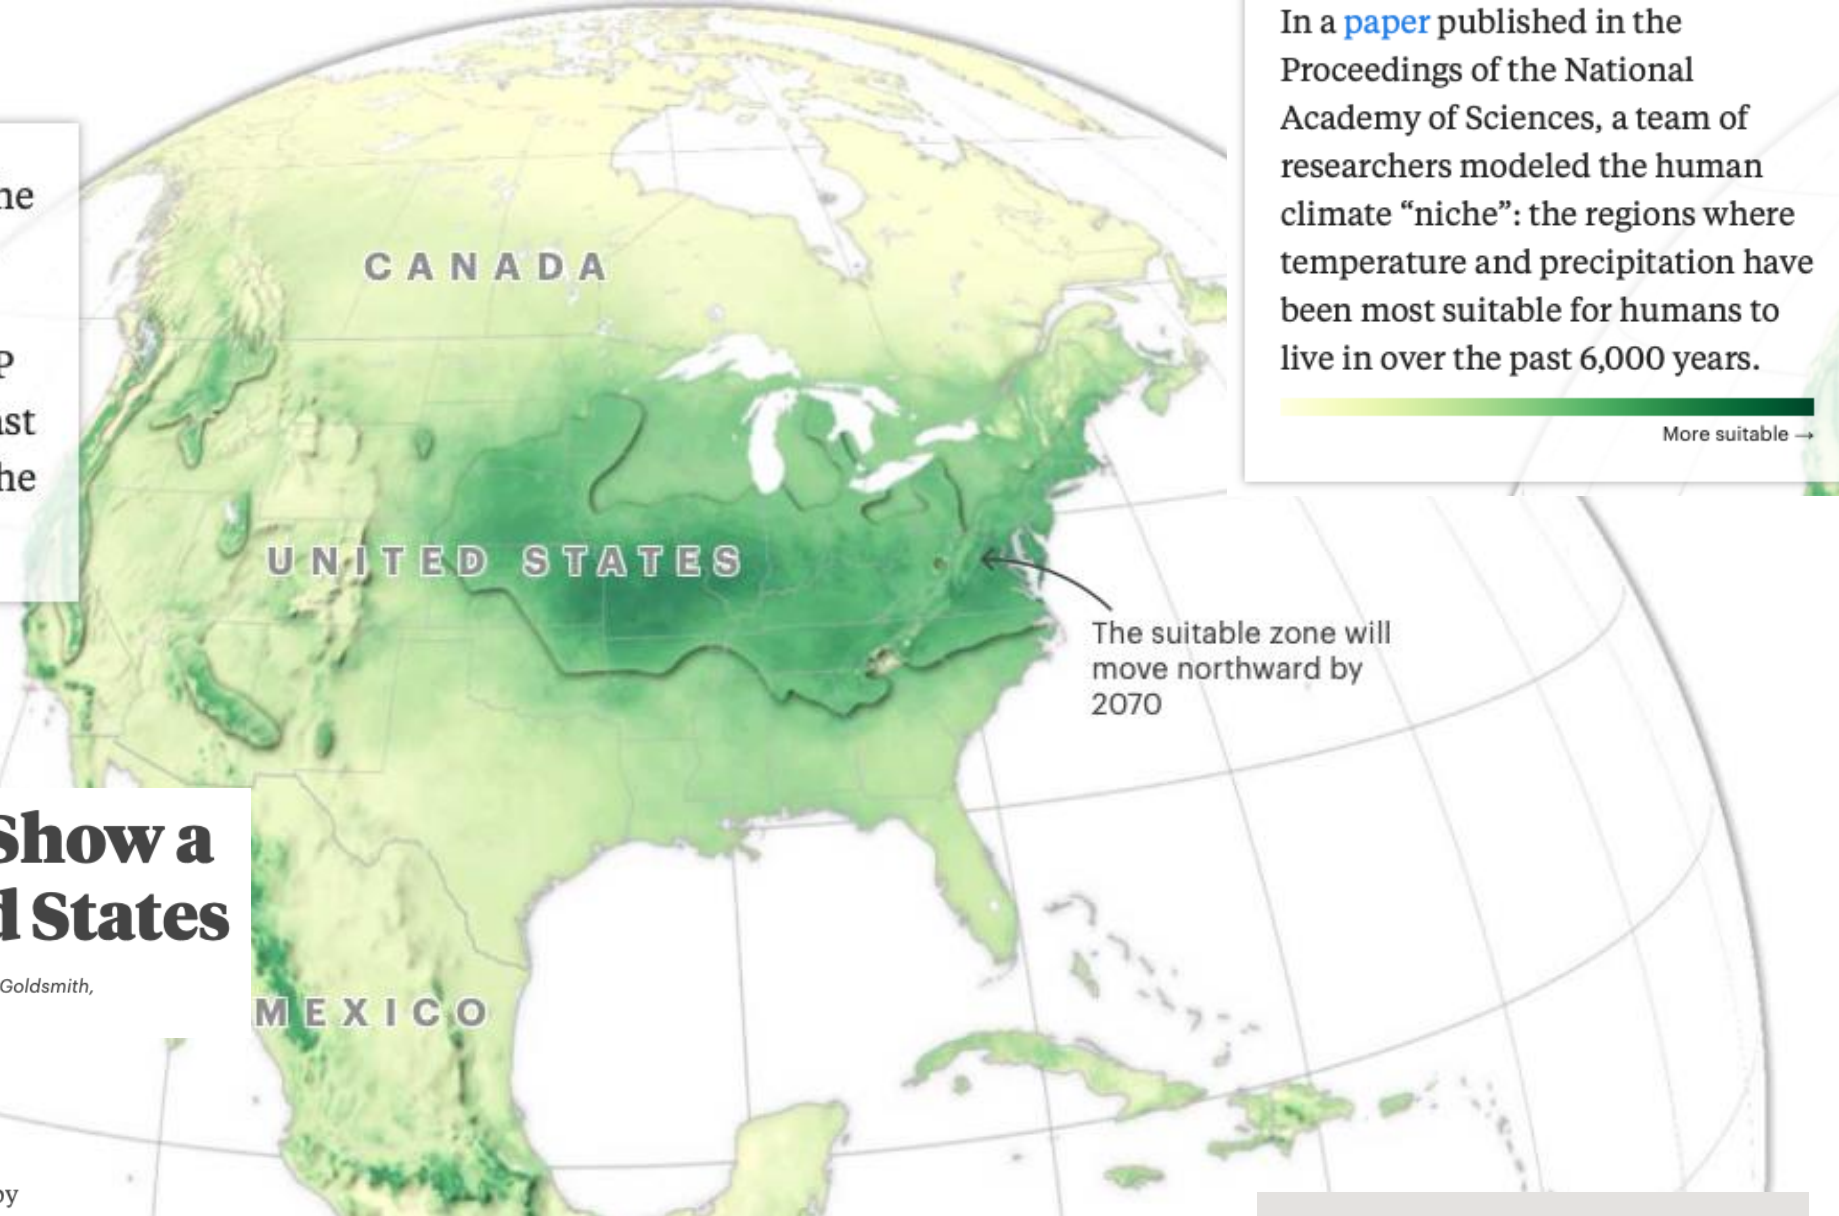 In a paper published in the
Proceedings of the National
Academy of Sciences, a team of
researchers modeled the human
climate “niche”: the regions where
temperature and precipitation have
been most suitable for humans to
live in over the past 6,000 years.
More suitable →
CANADA
UNITED STATES
The suitable zone will
move northward by
2070
Show a
States
Goldsmith,
MEXICO
by